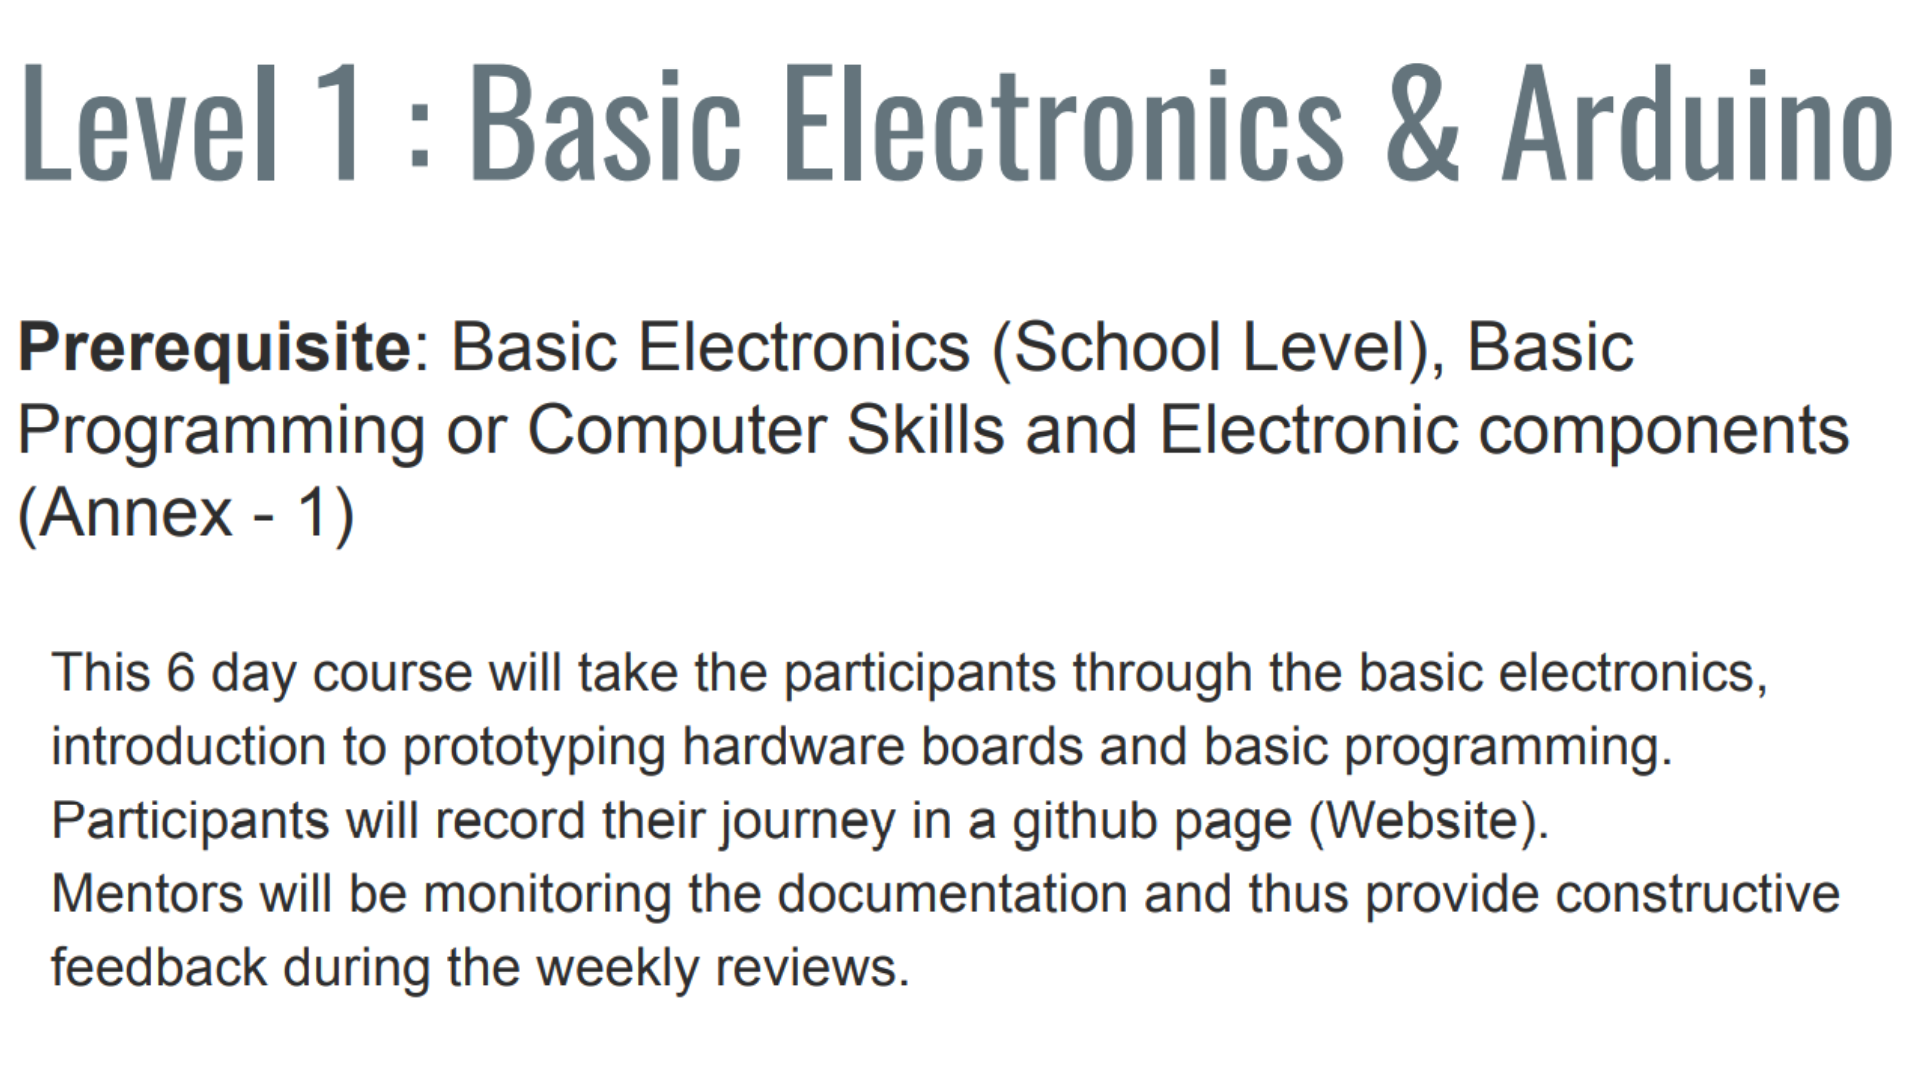 Level 1 : Basic Electronics & Arduino
Prerequisite: Basic Electronics (School Level), Basic
Programming or Computer Skills and Electronic components
(Annex - 1)
This 6 day course will take the participants through the basic electronics,
introduction to prototyping hardware boards and basic programming.
Participants will record their journey in a github page (Website).
Mentors will be monitoring the documentation and thus provide constructive
feedback during the weekly reviews.